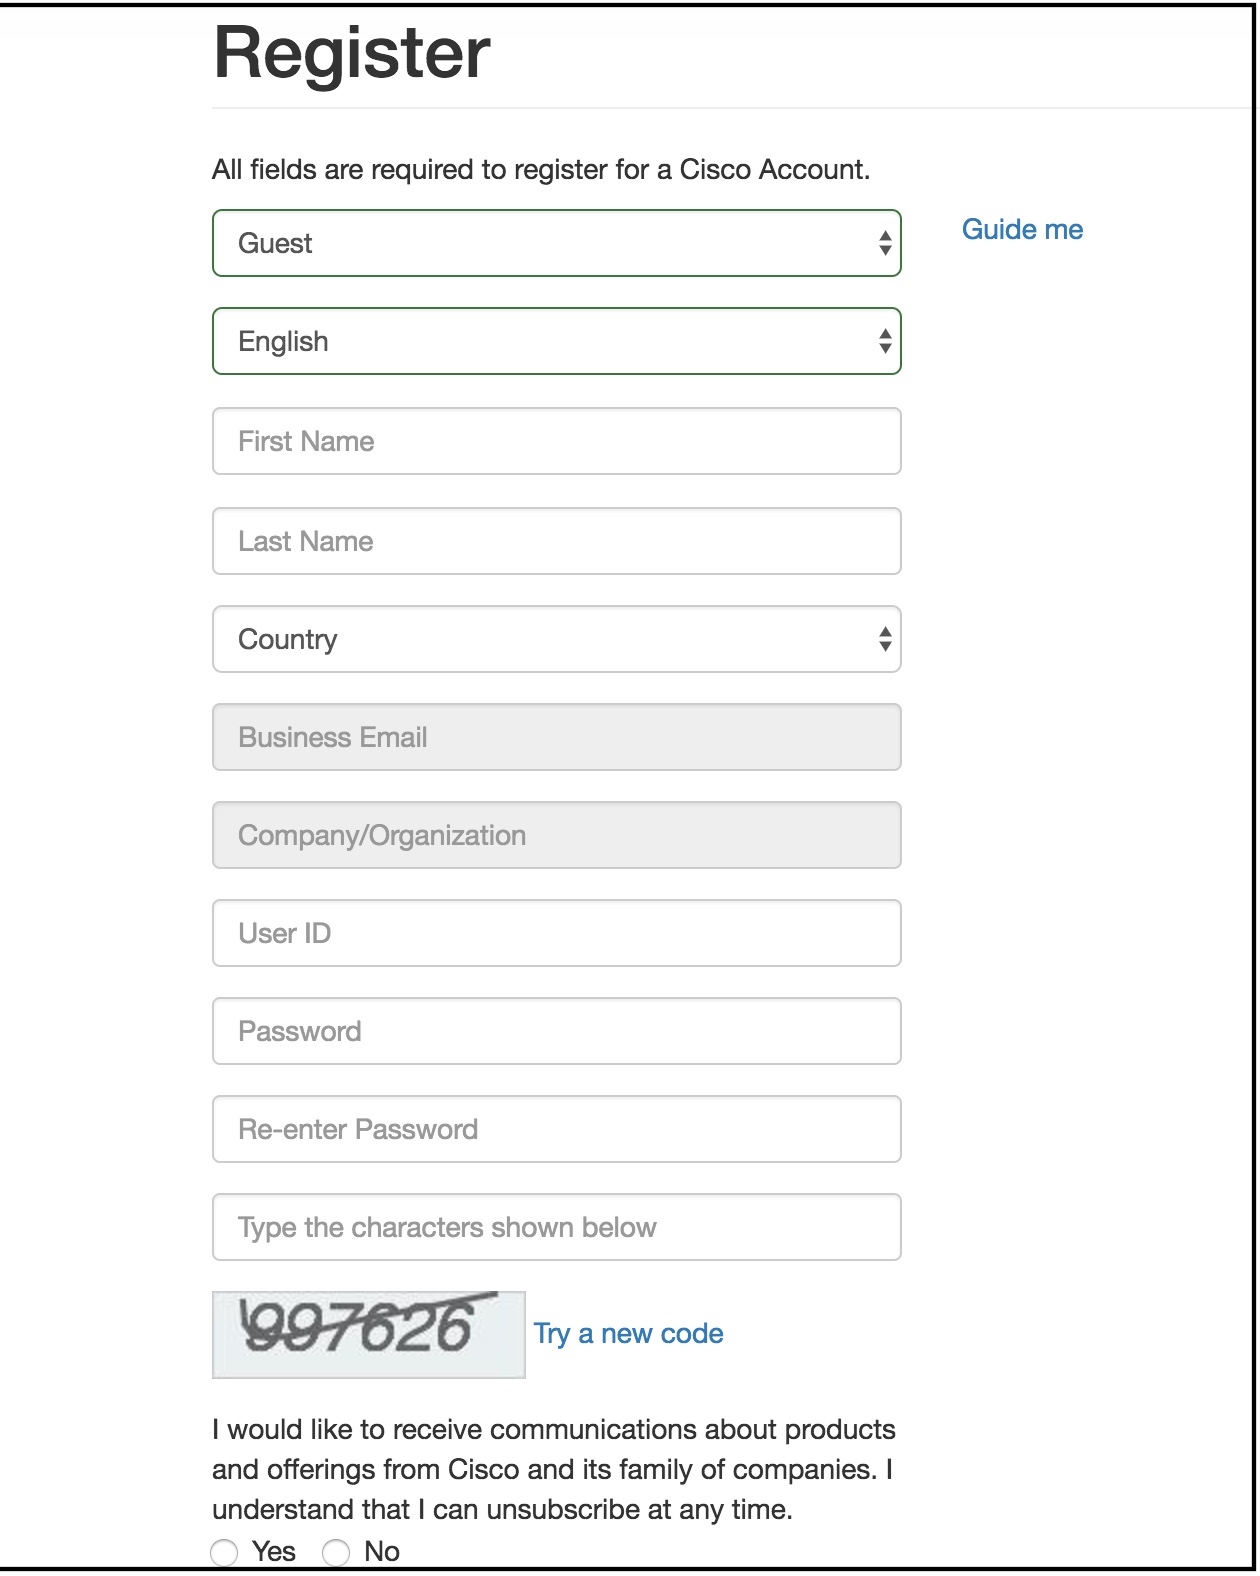 Register
All fields are required to register for a Cisco Account.
Guest
Guide me
English
First Name
Last Name
Country
Business Email
Company/Organization
User ID
Password
Re-enter Password
Type the characters shown below
997626
Try a new code
I would like to receive communications about products
and offerings from Cisco and its family of companies. I
understand that I can unsubscribe at any time.
Yes No